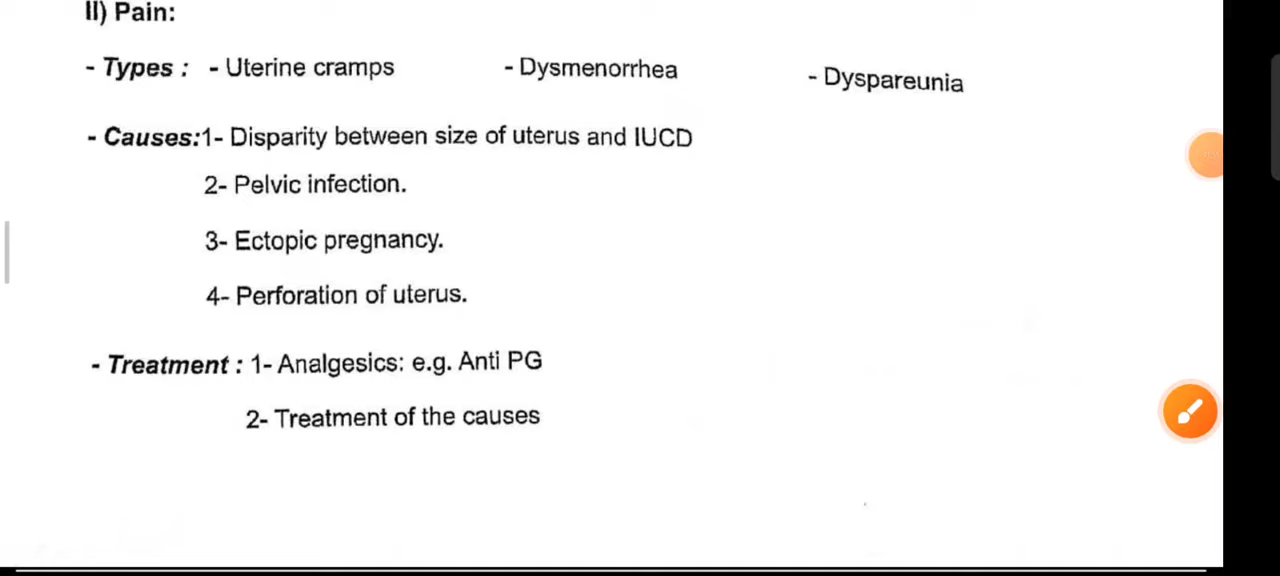 II) Pain:
- Types : - Uterine cramps - Dysmenorrhea - Dyspareunia
- Causes:1- Disparity between size of uterus and IUCD
2- Pelvic infection.
3- Ectopic pregnancy.
4- Perforation of uterus.
- Treatment : 1- Analgesics: e.g. Anti PG
2- Treatment of the causes